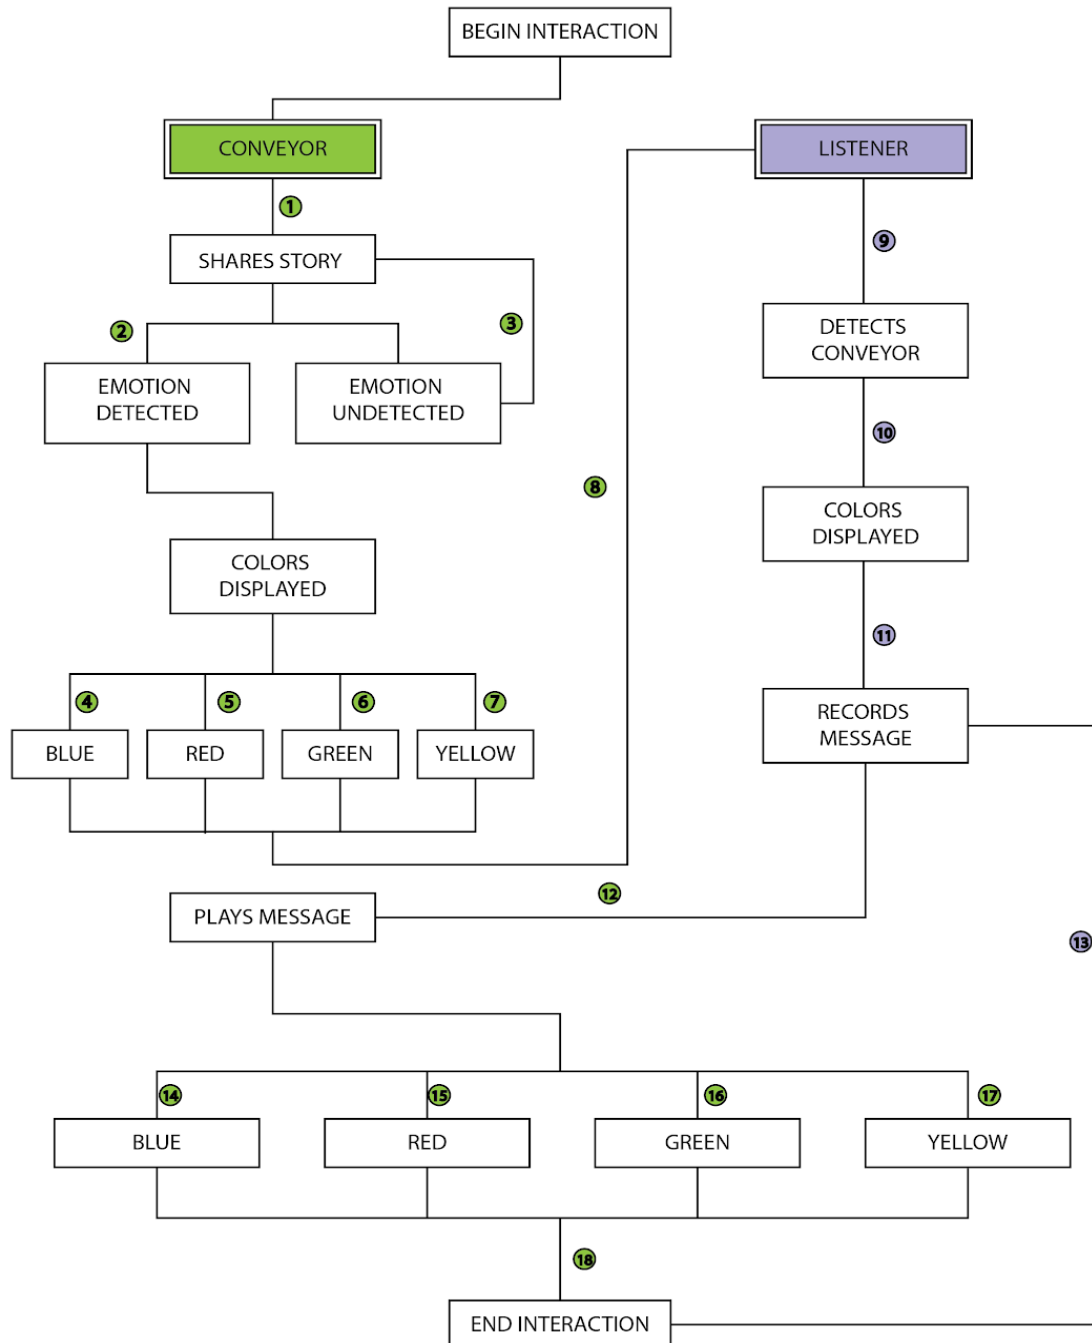 BEGIN INTERACTION
CONVEYOR
LISTENER
1
SHARES STORY
9
2
3
DETECTS
CONVEYOR
EMOTION
DETECTED
EMOTION
UNDETECTED
10
8
COLORS
DISPLAYED
COLORS
DISPLAYED
11
4
5
6
7
BLUE
RED
GREEN
YELLOW
RECORDS
MESSAGE
12
PLAYS MESSAGE
13
14
15
16
17
BLUE
RED
GREEN
YELLOW
18
END INTERACTION